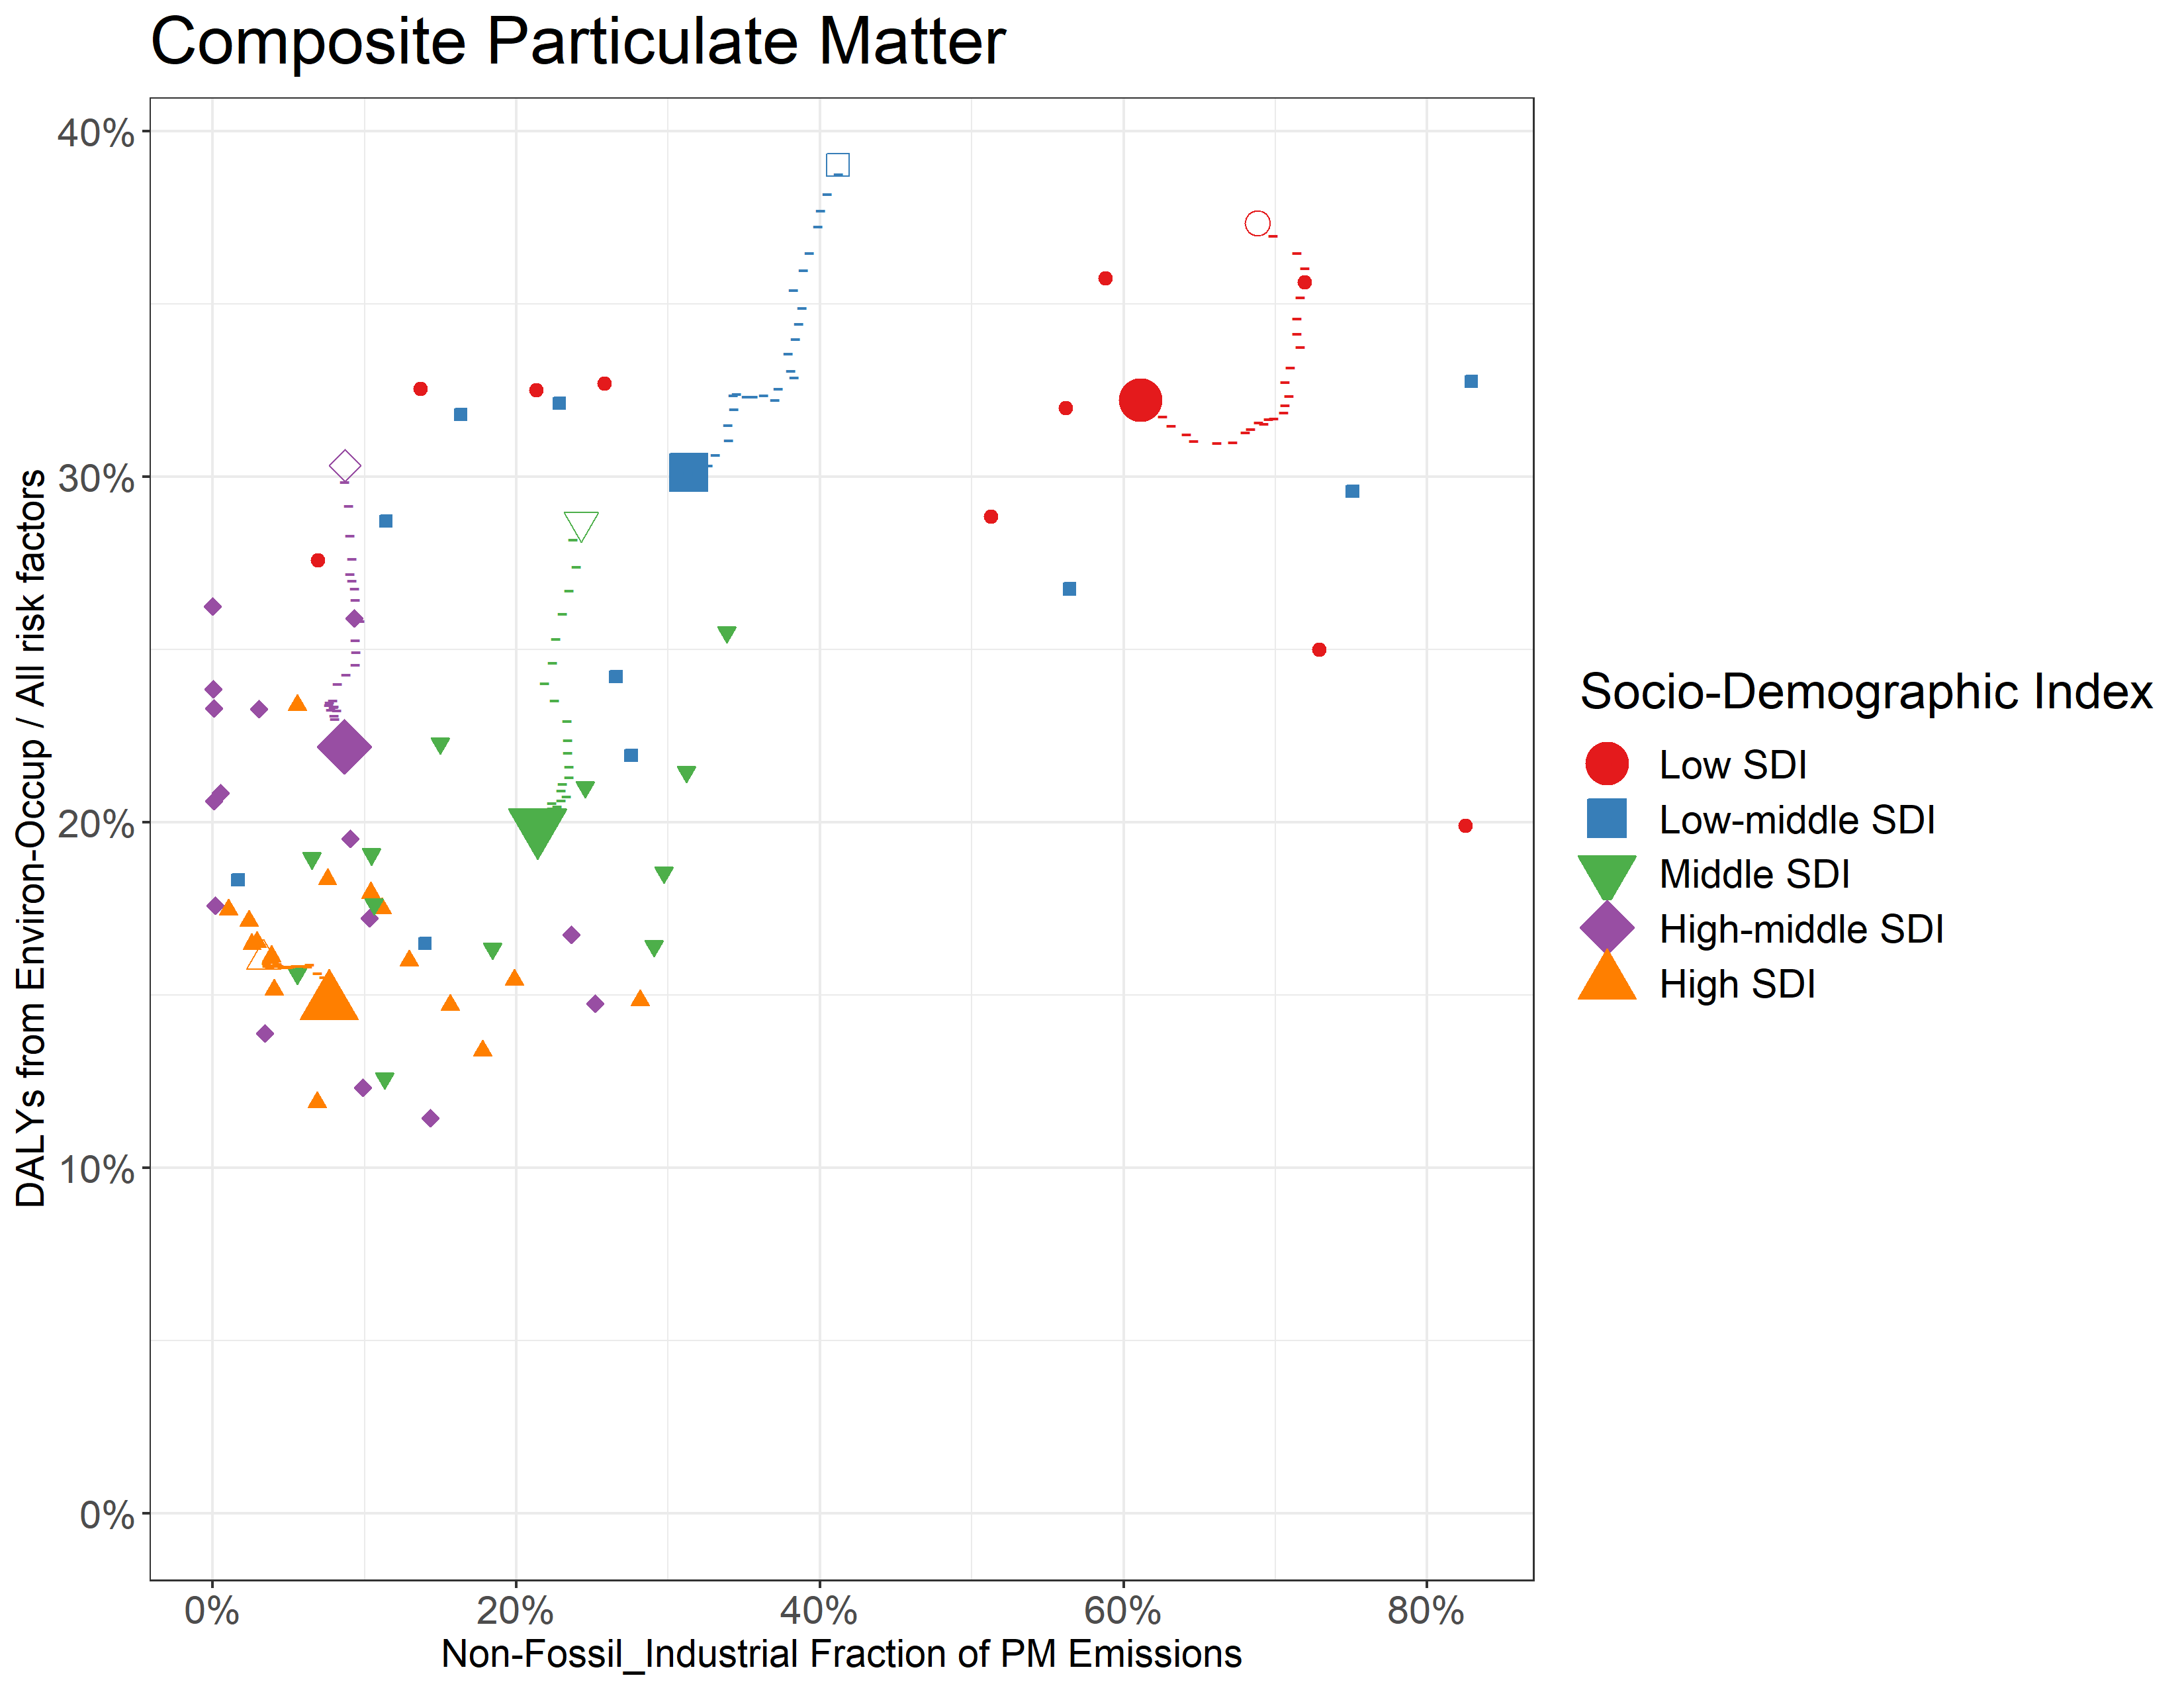 Composite Particulate Matter
DALYs from Environ-Occup / All risk factors
40%
30%
20%
10%
0%
0%
20%
40%
60%
80%
Non-Fossil_Industrial Fraction of PM Emissions
Socio-Demographic Index
Low SDI
Low-middle SDI
Middle SDI
High-middle SDI
High SDI